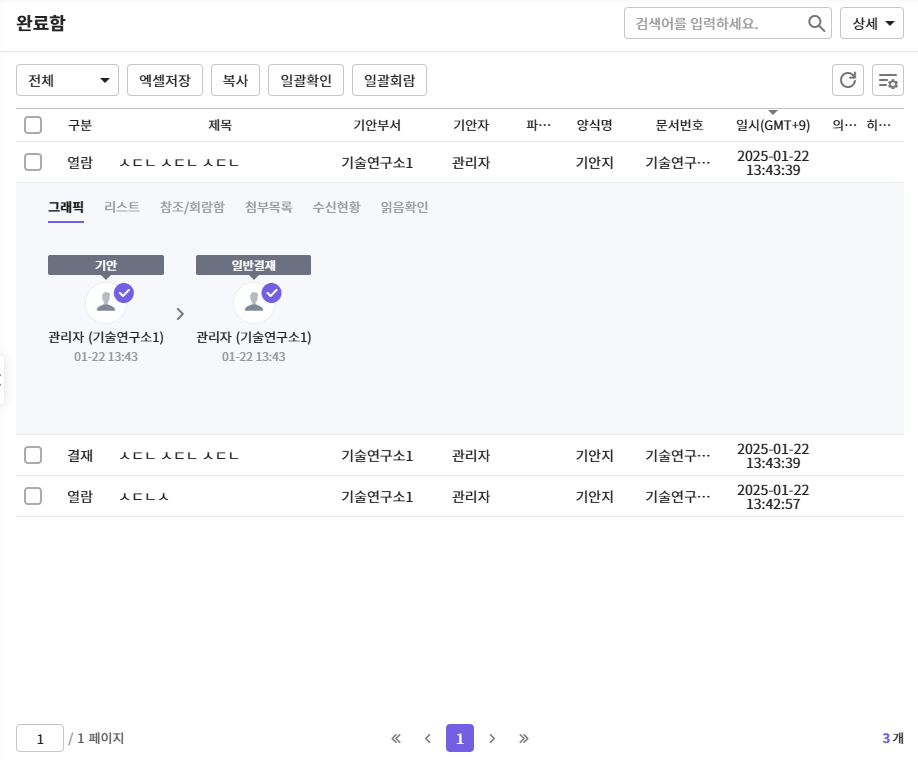 완료함
검색어를 입력하세요.
상세
전체 엑셀저장 복사 일괄확인 일괄회람
구분 제목 기안부서 기안자 파… 양식명 문서번호 일시(GMT+9) 의… 히…
열람 ㅅㄷㄴ ㅅㄷㄴ ㅅㄷㄴ 기술연구소1 관리자 기안지 기술연구… 2025-01-22
13:43:39
그래픽 리스트 참조/회람함 첨부목록 수신현황 읽음확인
기안 일반결재
관리자 (기술연구소1) 관리자 (기술연구소1)
01-22 13:43 01-22 13:43
결재 ㅅㄷㄴ ㅅㄷㄴ ㅅㄷㄴ 기술연구소1 관리자 기안지 기술연구… 2025-01-22
13:43:39
열람 ㅅㄷㄴㅅ 기술연구소1 관리자 기안지 기술연구… 2025-01-22
13:42:57
1 / 1 페이지 « ‹ 1 › » 3 개